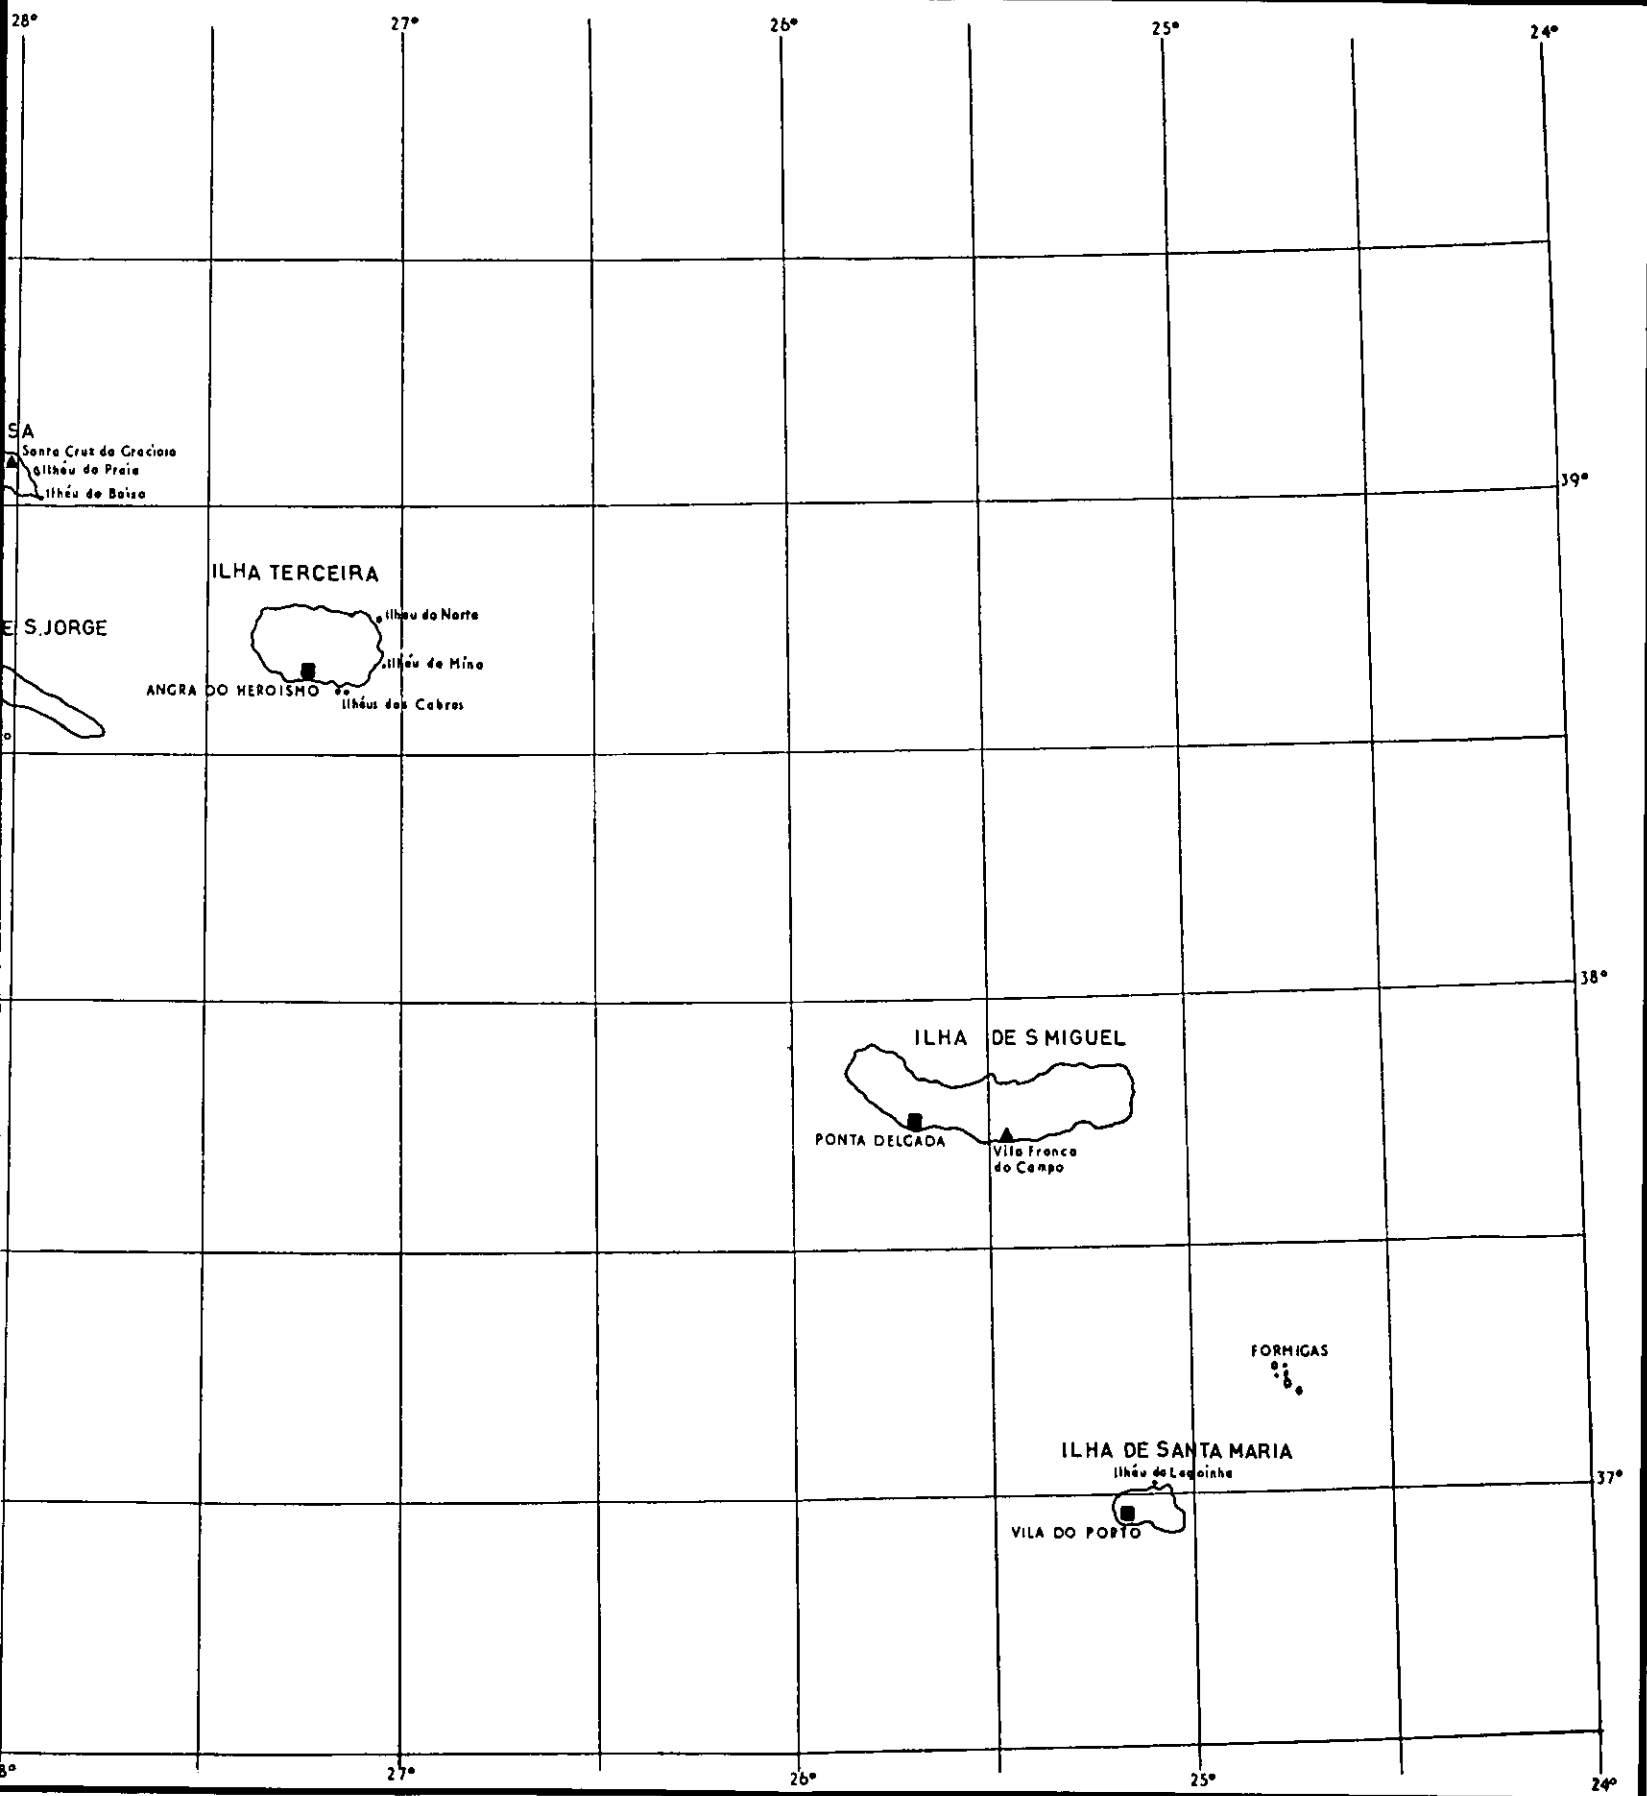 28°
27°
26°
25°
24°
SA
Santa Cruz da Graciosa
Ilhéu da Praia
Ilhéu de Baixo
39°
ILHA TERCEIRA
Ilheu do Norte
E S.JORGE
Ilhéu da Mina
ANGRA DO HEROISMO
Ilhéus das Cabras
38°
ILHA DE S MIGUEL
PONTA DELGADA
Vila Franca
do Campo
FORMIGAS
ILHA DE SANTA MARIA
Ilhéu da Lagoinha
37°
VILA DO PORTO
8°
27°
26°
25°
24°